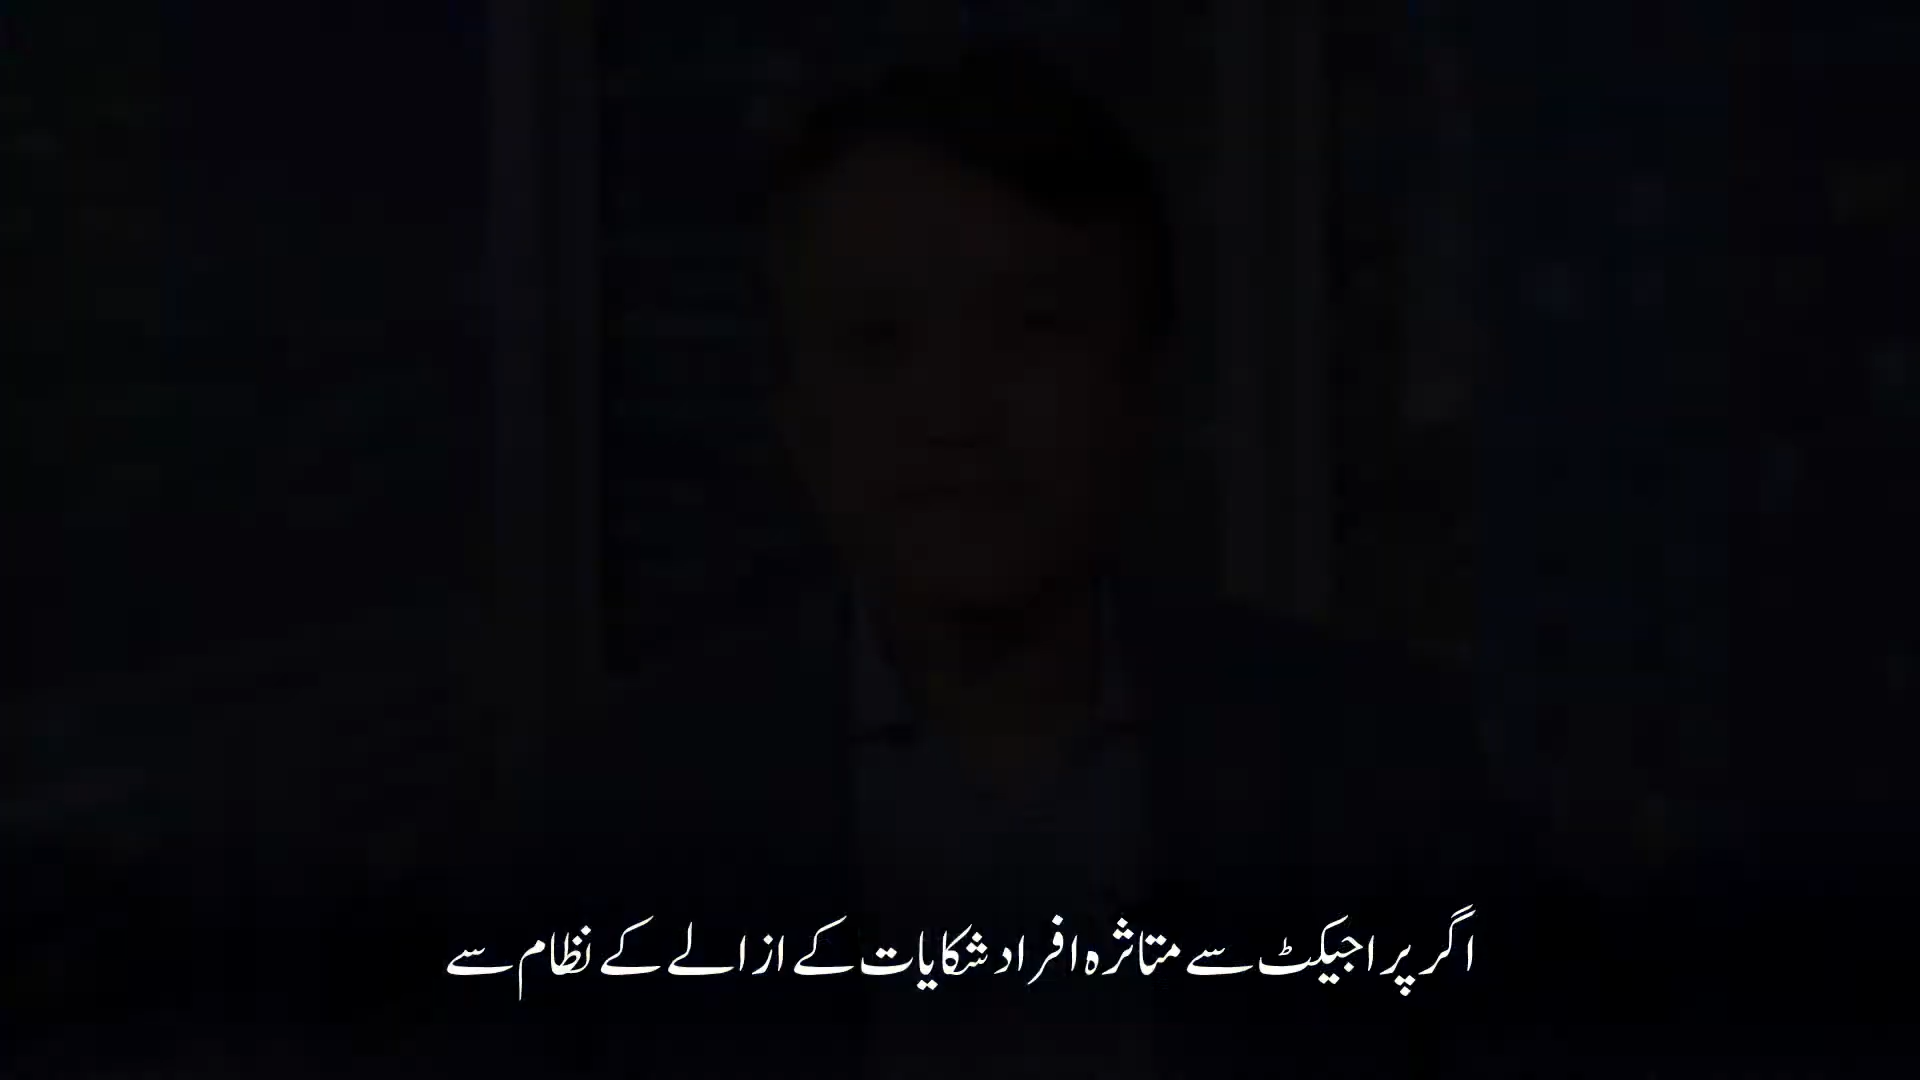 اگر پراجیکٹ سے متاثرہ افراد شکایات کے ازالے کے نظام سے